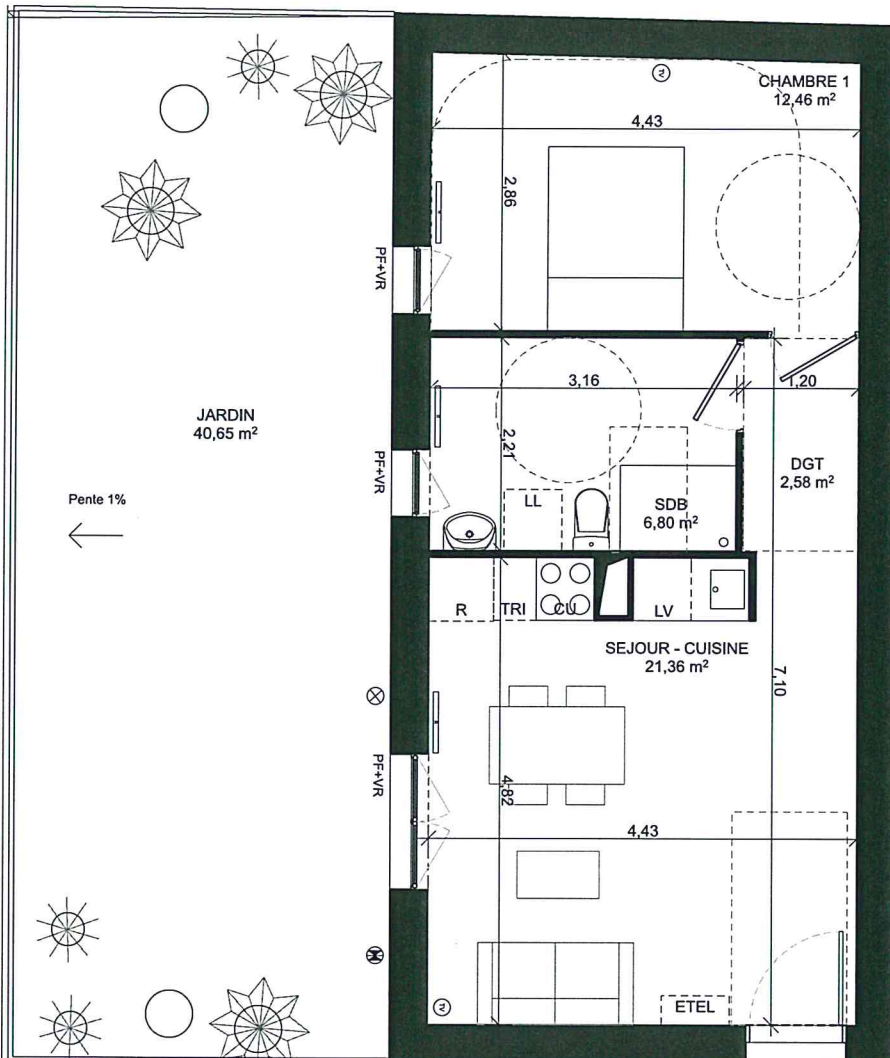 CHAMBRE 1
12,46 m²
4,43
2,86
PF+VR
3,16
1,20
JARDIN
40,65 m²
2,21
PF+VR
DGT
2,58 m²
Pente 1%
LL
SDB
6,80 m²
R
TRI
CU
LV
SEJOUR - CUISINE
21,36 m²
7,10
PF+VR
4,82
4,43
ETEL